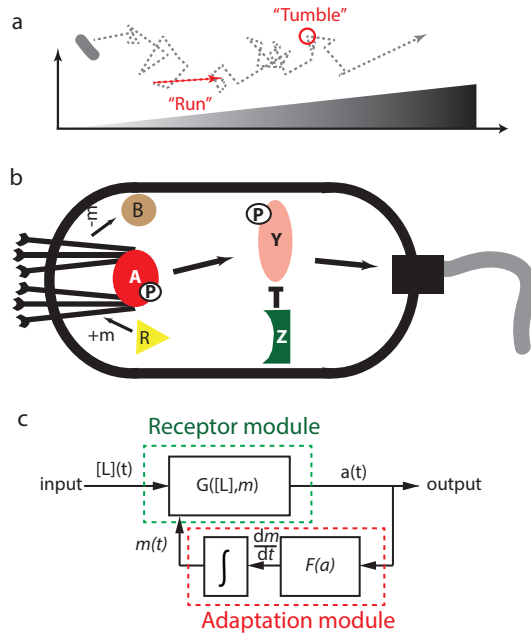 a
"Tumble"
"Run"
b
-m
B
A
P
P
Y
+m
R
Z
c
Receptor module
[L](t)
input
G([L],m)
a(t)
output
m(t)
dm
dt
∫
F(a)
Adaptation module